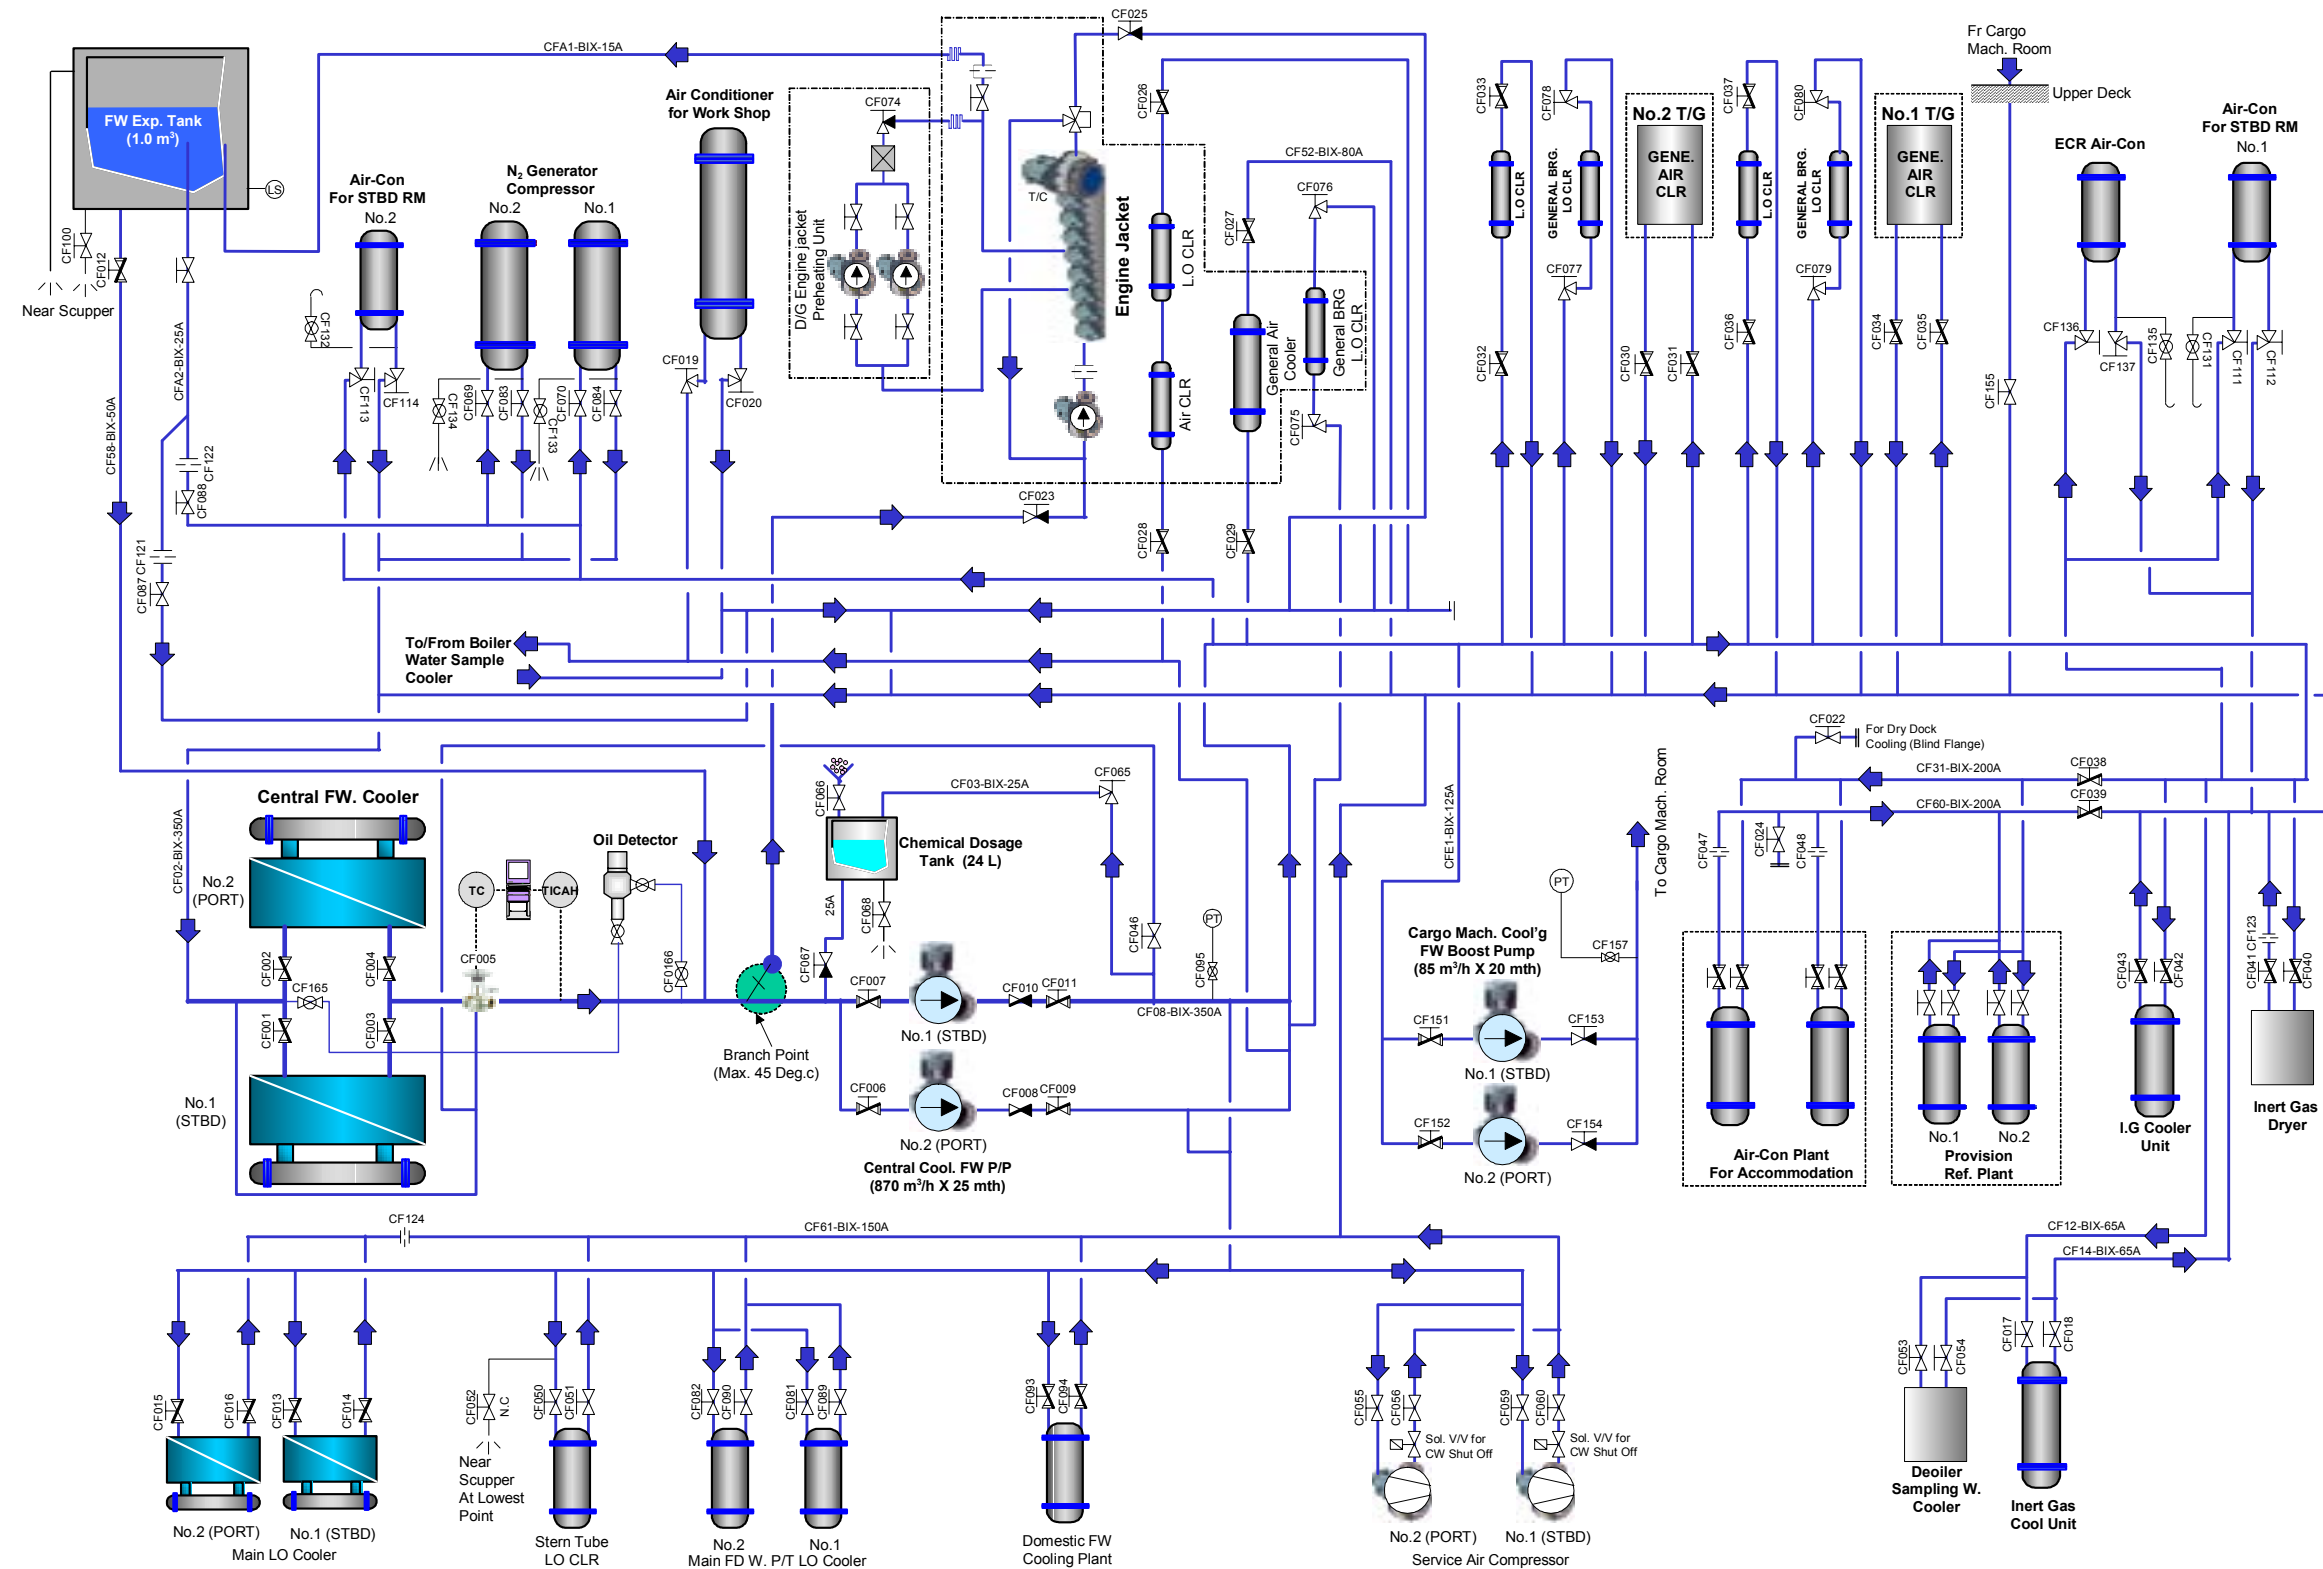 CF025
CFA1-BIX-15A
Fr Cargo
Mach. Room
Upper Deck
FW Exp. Tank
(1.0 m³)
LS
CF100
CF012
Near Scupper
Air-Con
For STBD RM
No.2
N₂ Generator
Compressor
No.2
No.1
Air Conditioner
for Work Shop
CF074
D/G Engine jacket
Preheating Unit
T/C
Engine Jacket
CF026
L.O CLR
Air CLR
CF52-BIX-80A
CF076
CF027
General Air
Cooler
General BRG
L.O CLR
CF075
CF033
L.O CLR
CF032
CF078
GENERAL BRG.
LO CLR
CF077
No.2 T/G
GENE.
AIR
CLR
CF030
CF031
CF037
L.O CLR
CF036
CF080
GENERAL BRG.
LO CLR
CF079
No.1 T/G
GENE.
AIR
CLR
CF034
CF035
CF155
ECR Air-Con
CF136
CF137
CF135
Air-Con
For STBD RM
No.1
CF131
CF111
CF112
CFA2-BIX-25A
CF58-BIX-50A
CF132
CF113
CF114
CF134
CF069
CF083
CF133
CF070
CF084
CF019
CF020
CF122
CF088
CF121
CF087
CF023
CF028
CF029
To/From Boiler
Water Sample
Cooler
CF022
For Dry Dock
Cooling (Blind Flange)
CF31-BIX-200A
CF038
CF60-BIX-200A
CF039
CF047
CF024
CF048
CF02-BIX-350A
Central FW. Cooler
No.2
(PORT)
CF002
CF004
CF165
CF001
CF003
No.1
(STBD)
TC
TICAH
CF005
Oil Detector
CF0166
Branch Point
(Max. 45 Deg.c)
CF066
CF03-BIX-25A
CF065
Chemical Dosage
Tank (24 L)
25A
CF068
CF067
CF046
PT
CF095
CF007
CF010
CF011
CF08-BIX-350A
No.1 (STBD)
CF006
CF008
CF009
No.2 (PORT)
Central Cool. FW P/P
(870 m³/h X 25 mth)
CFE1-BIX-125A
To Cargo Mach. Room
PT
CF157
Cargo Mach. Cool'g
FW Boost Pump
(85 m³/h X 20 mth)
CF151
CF153
No.1 (STBD)
CF152
CF154
No.2 (PORT)
Air-Con Plant
For Accommodation
No.1
No.2
Provision
Ref. Plant
CF043
CF042
I.G Cooler
Unit
CF123
CF041
CF040
Inert Gas
Dryer
CF124
CF61-BIX-150A
CF12-BIX-65A
CF14-BIX-65A
CF015
CF016
CF013
CF014
No.2 (PORT)
No.1 (STBD)
Main LO Cooler
CF052
N.C
Near
Scupper
At Lowest
Point
CF050
CF051
Stern Tube
LO CLR
CF082
CF090
CF081
CF089
No.2
No.1
Main FD W. P/T LO Cooler
CF093
CF094
Domestic FW
Cooling Plant
CF055
CF056
Sol. V/V for
CW Shut Off
CF059
CF060
Sol. V/V for
CW Shut Off
No.2 (PORT)
No.1 (STBD)
Service Air Compressor
CF053
CF054
Deoiler
Sampling W.
Cooler
CF017
CF018
Inert Gas
Cool Unit